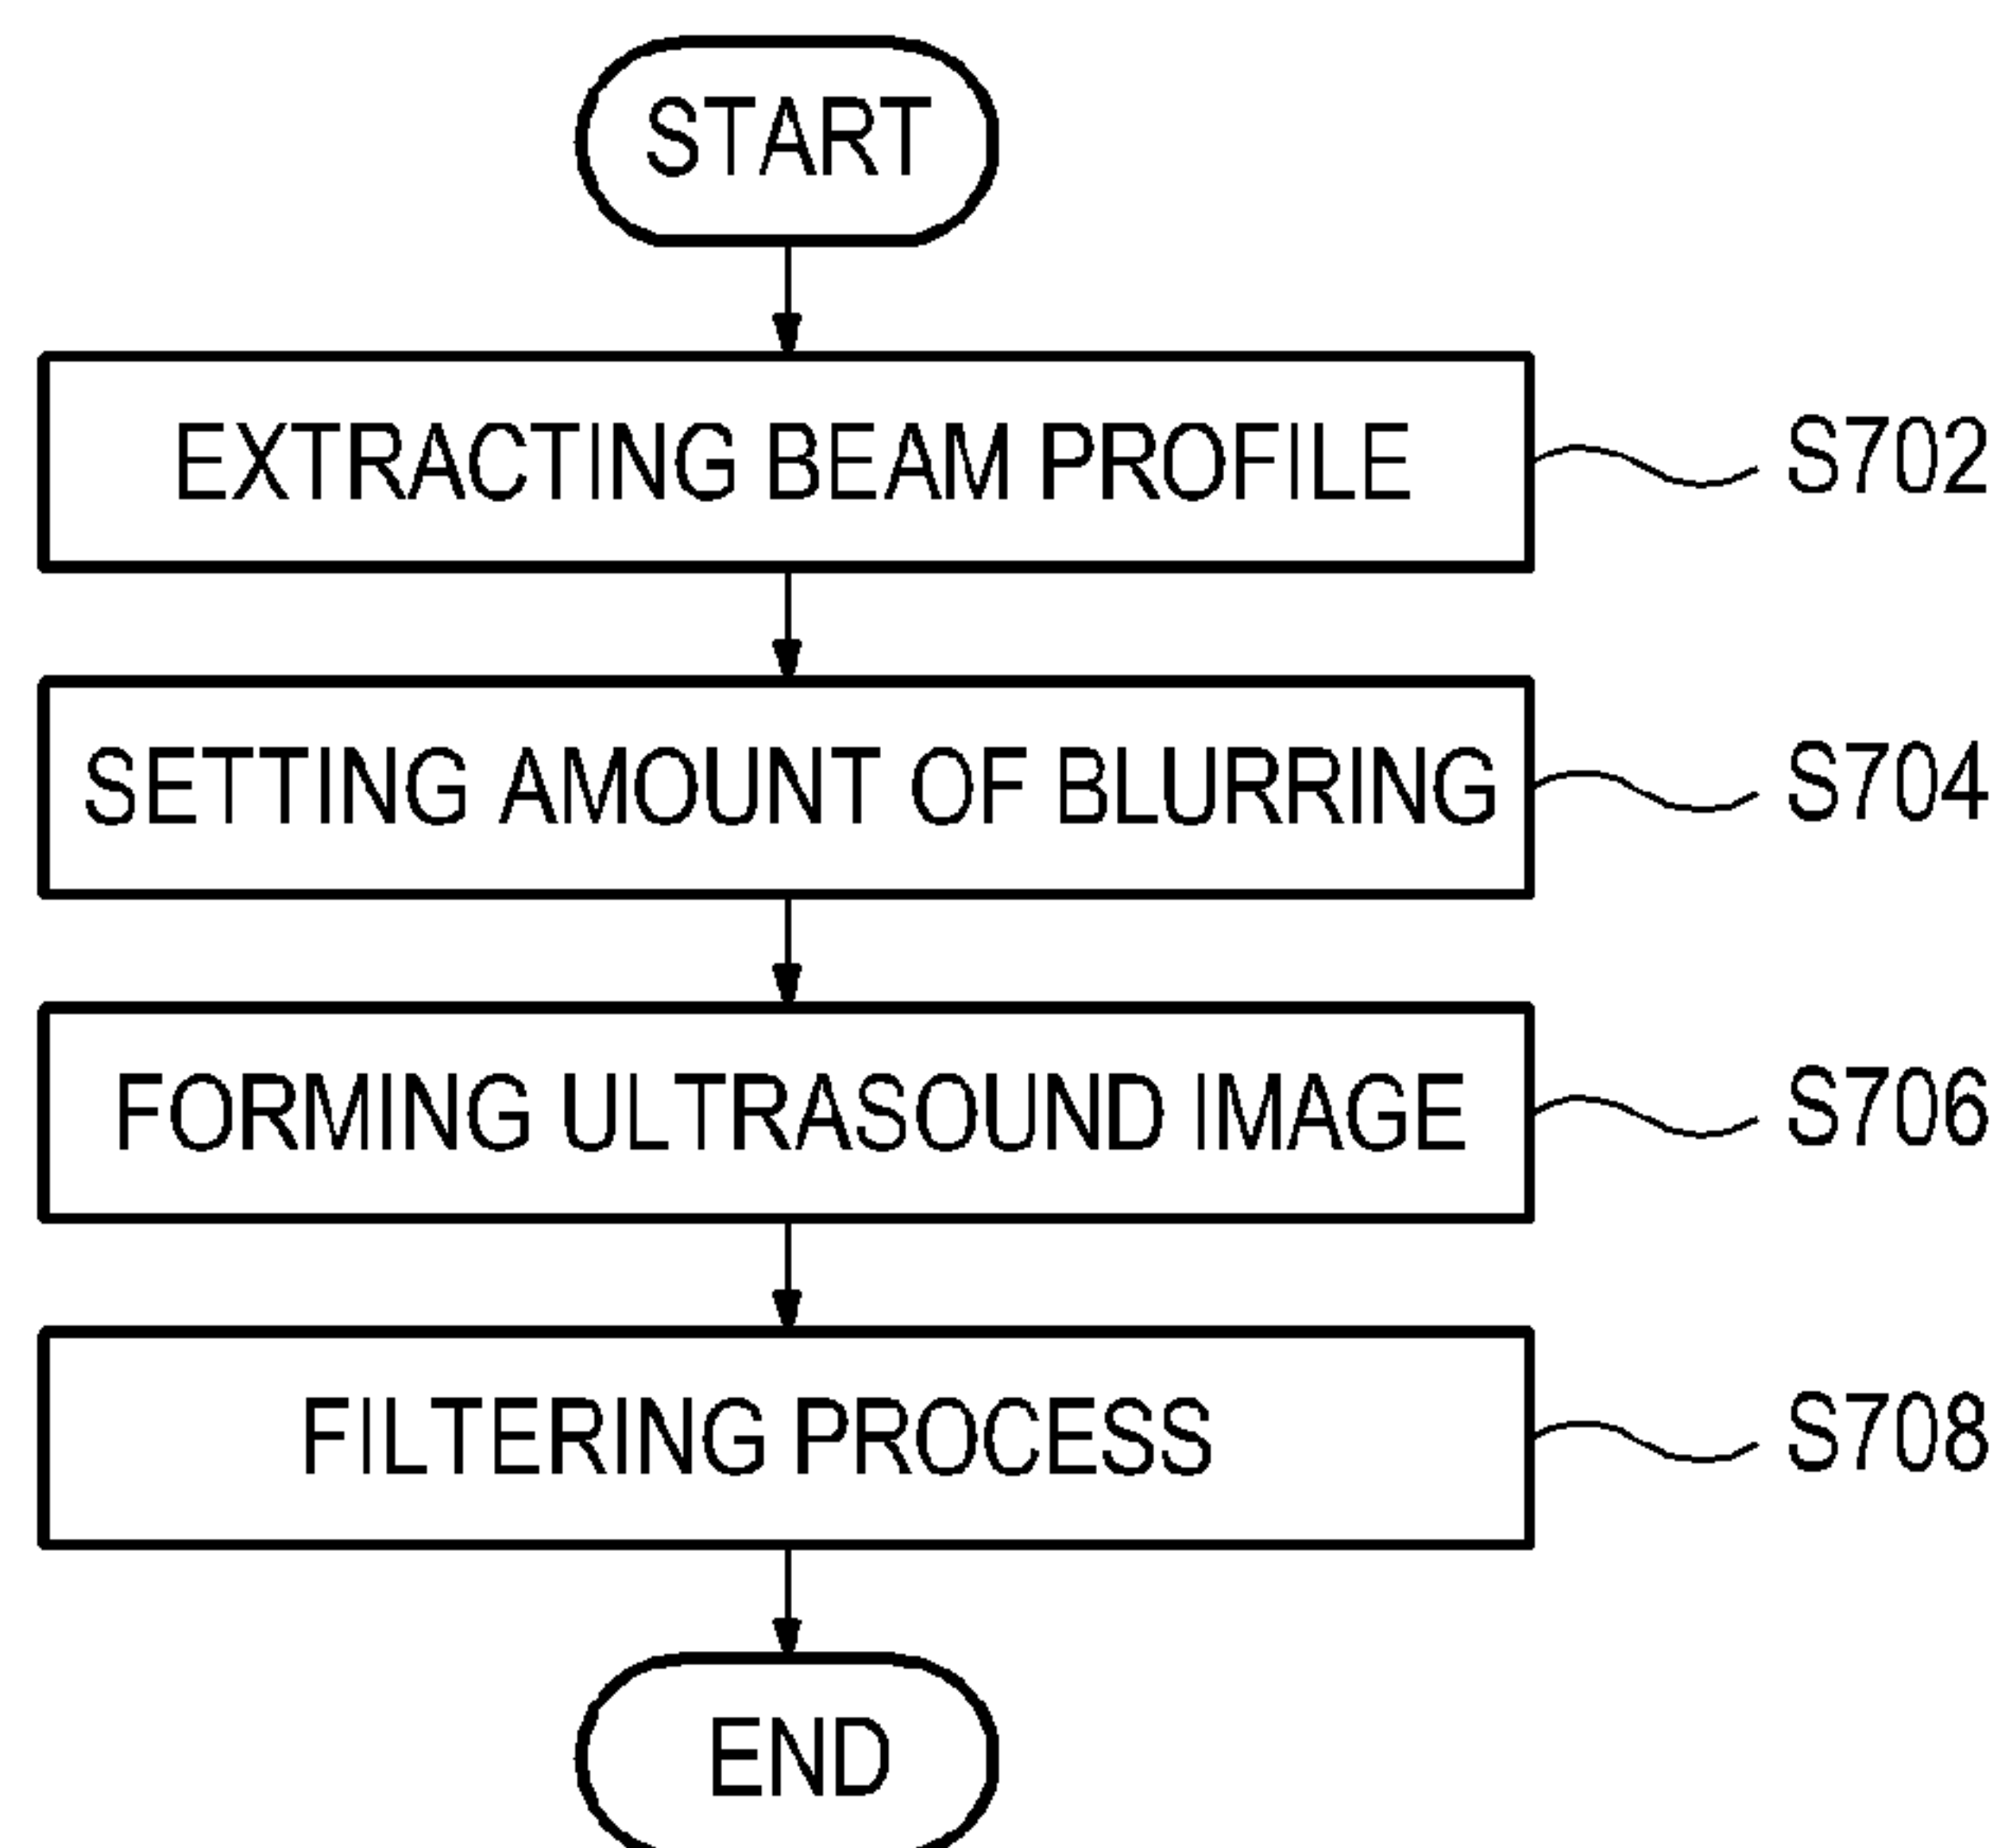 START
EXTRACTING BEAM PROFILE
S702
SETTING AMOUNT OF BLURRING
S704
FORMING ULTRASOUND IMAGE
S706
FILTERING PROCESS
S708
END